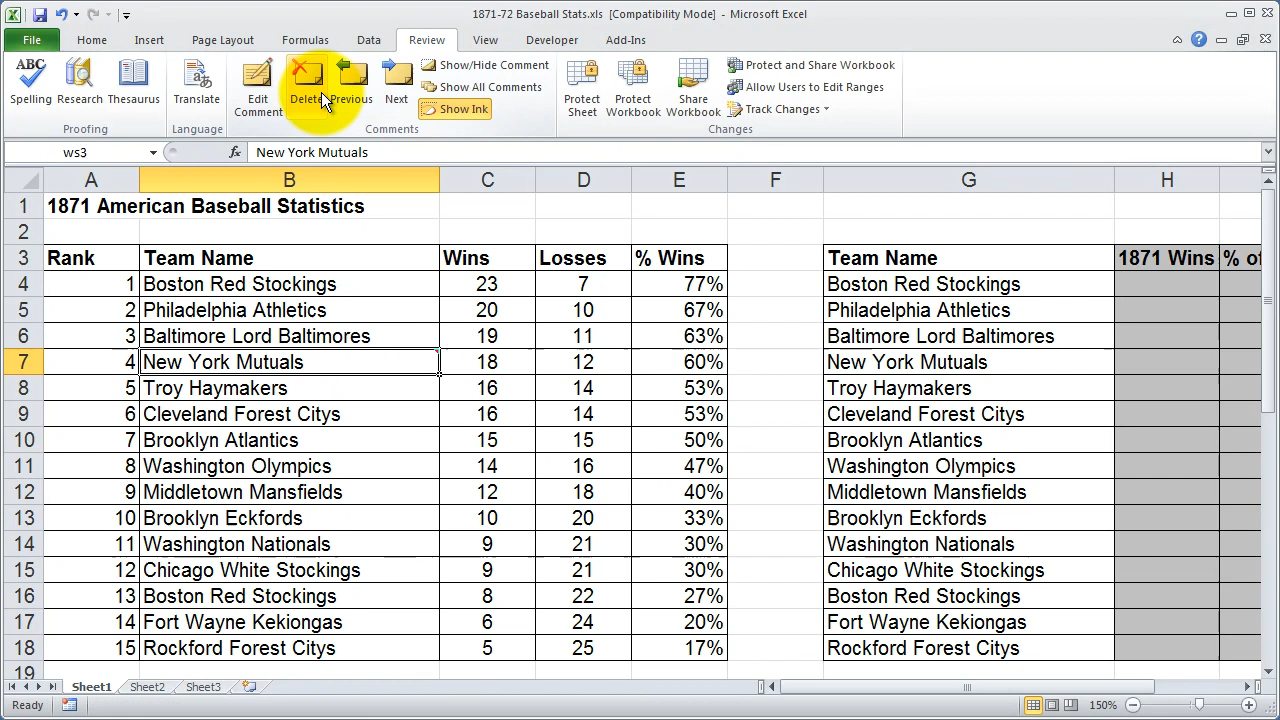 1871-72 Baseball Stats.xls [Compatibility Mode] - Microsoft Excel
File Home Insert Page Layout Formulas Data Review View Developer Add-Ins
ABC
Spelling Research Thesaurus Translate Edit Comment Delete Previous Next
Show/Hide Comment
Show All Comments
Show Ink
Protect Sheet Protect Workbook Share Workbook
Protect and Share Workbook
Allow Users to Edit Ranges
Track Changes
Proofing Language Comments Changes
ws3 fx New York Mutuals
A B C D E F G H
1 1871 American Baseball Statistics
2
3 Rank Team Name Wins Losses % Wins Team Name 1871 Wins % of
4 1 Boston Red Stockings 23 7 77% Boston Red Stockings
5 2 Philadelphia Athletics 20 10 67% Philadelphia Athletics
6 3 Baltimore Lord Baltimores 19 11 63% Baltimore Lord Baltimores
7 4 New York Mutuals 18 12 60% New York Mutuals
8 5 Troy Haymakers 16 14 53% Troy Haymakers
9 6 Cleveland Forest Citys 16 14 53% Cleveland Forest Citys
10 7 Brooklyn Atlantics 15 15 50% Brooklyn Atlantics
11 8 Washington Olympics 14 16 47% Washington Olympics
12 9 Middletown Mansfields 12 18 40% Middletown Mansfields
13 10 Brooklyn Eckfords 10 20 33% Brooklyn Eckfords
14 11 Washington Nationals 9 21 30% Washington Nationals
15 12 Chicago White Stockings 9 21 30% Chicago White Stockings
16 13 Boston Red Stockings 8 22 27% Boston Red Stockings
17 14 Fort Wayne Kekiongas 6 24 20% Fort Wayne Kekiongas
18 15 Rockford Forest Citys 5 25 17% Rockford Forest Citys
19
Sheet1 Sheet2 Sheet3
Ready 150%